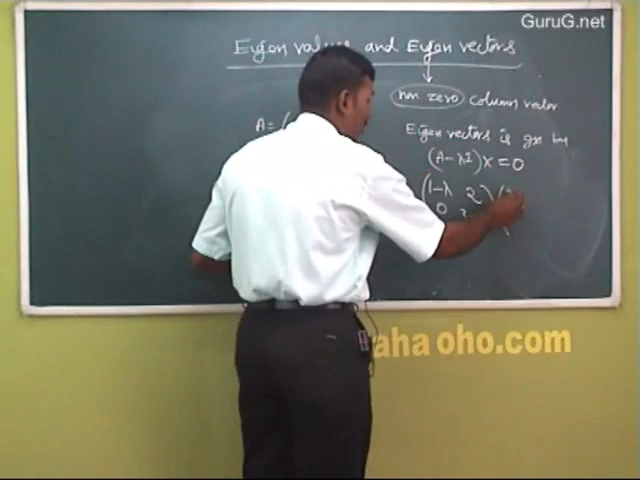 GuruG.net
Eigen values and Eigen vectors
non zero column vector
A = (
Eigen vectors is gn by
(A-λI)X = 0
(1-λ 2) (
0
aha oho.com